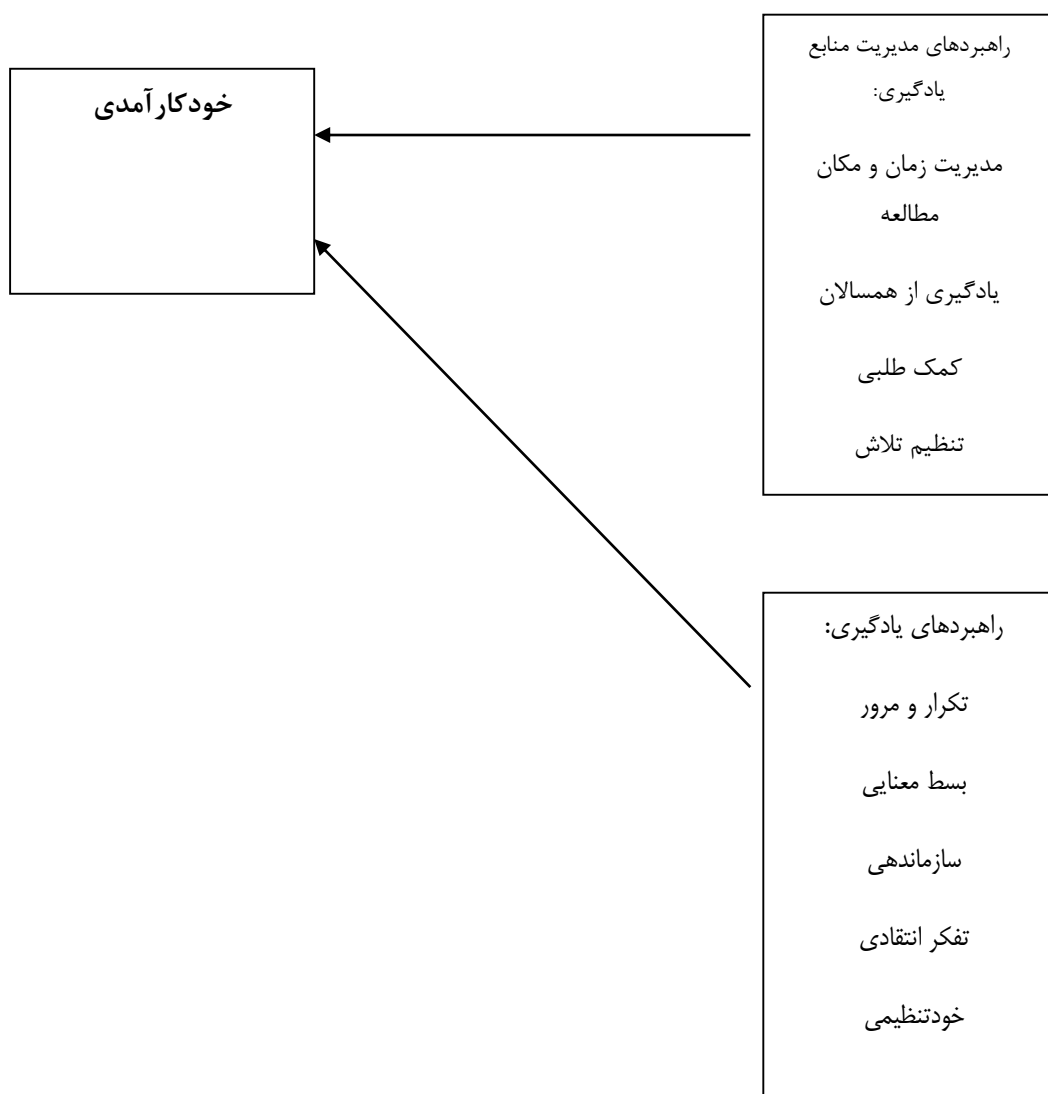 راهبردهای مدیریت منابع
یادگیری:
مدیریت زمان و مکان
مطالعه
یادگیری از همسالان
کمک طلبی
تنظیم تلاش
خودکارآمدی
راهبردهای یادگیری:
تکرار و مرور
بسط معنایی
سازماندهی
تفکر انتقادی
خودتنظیمی